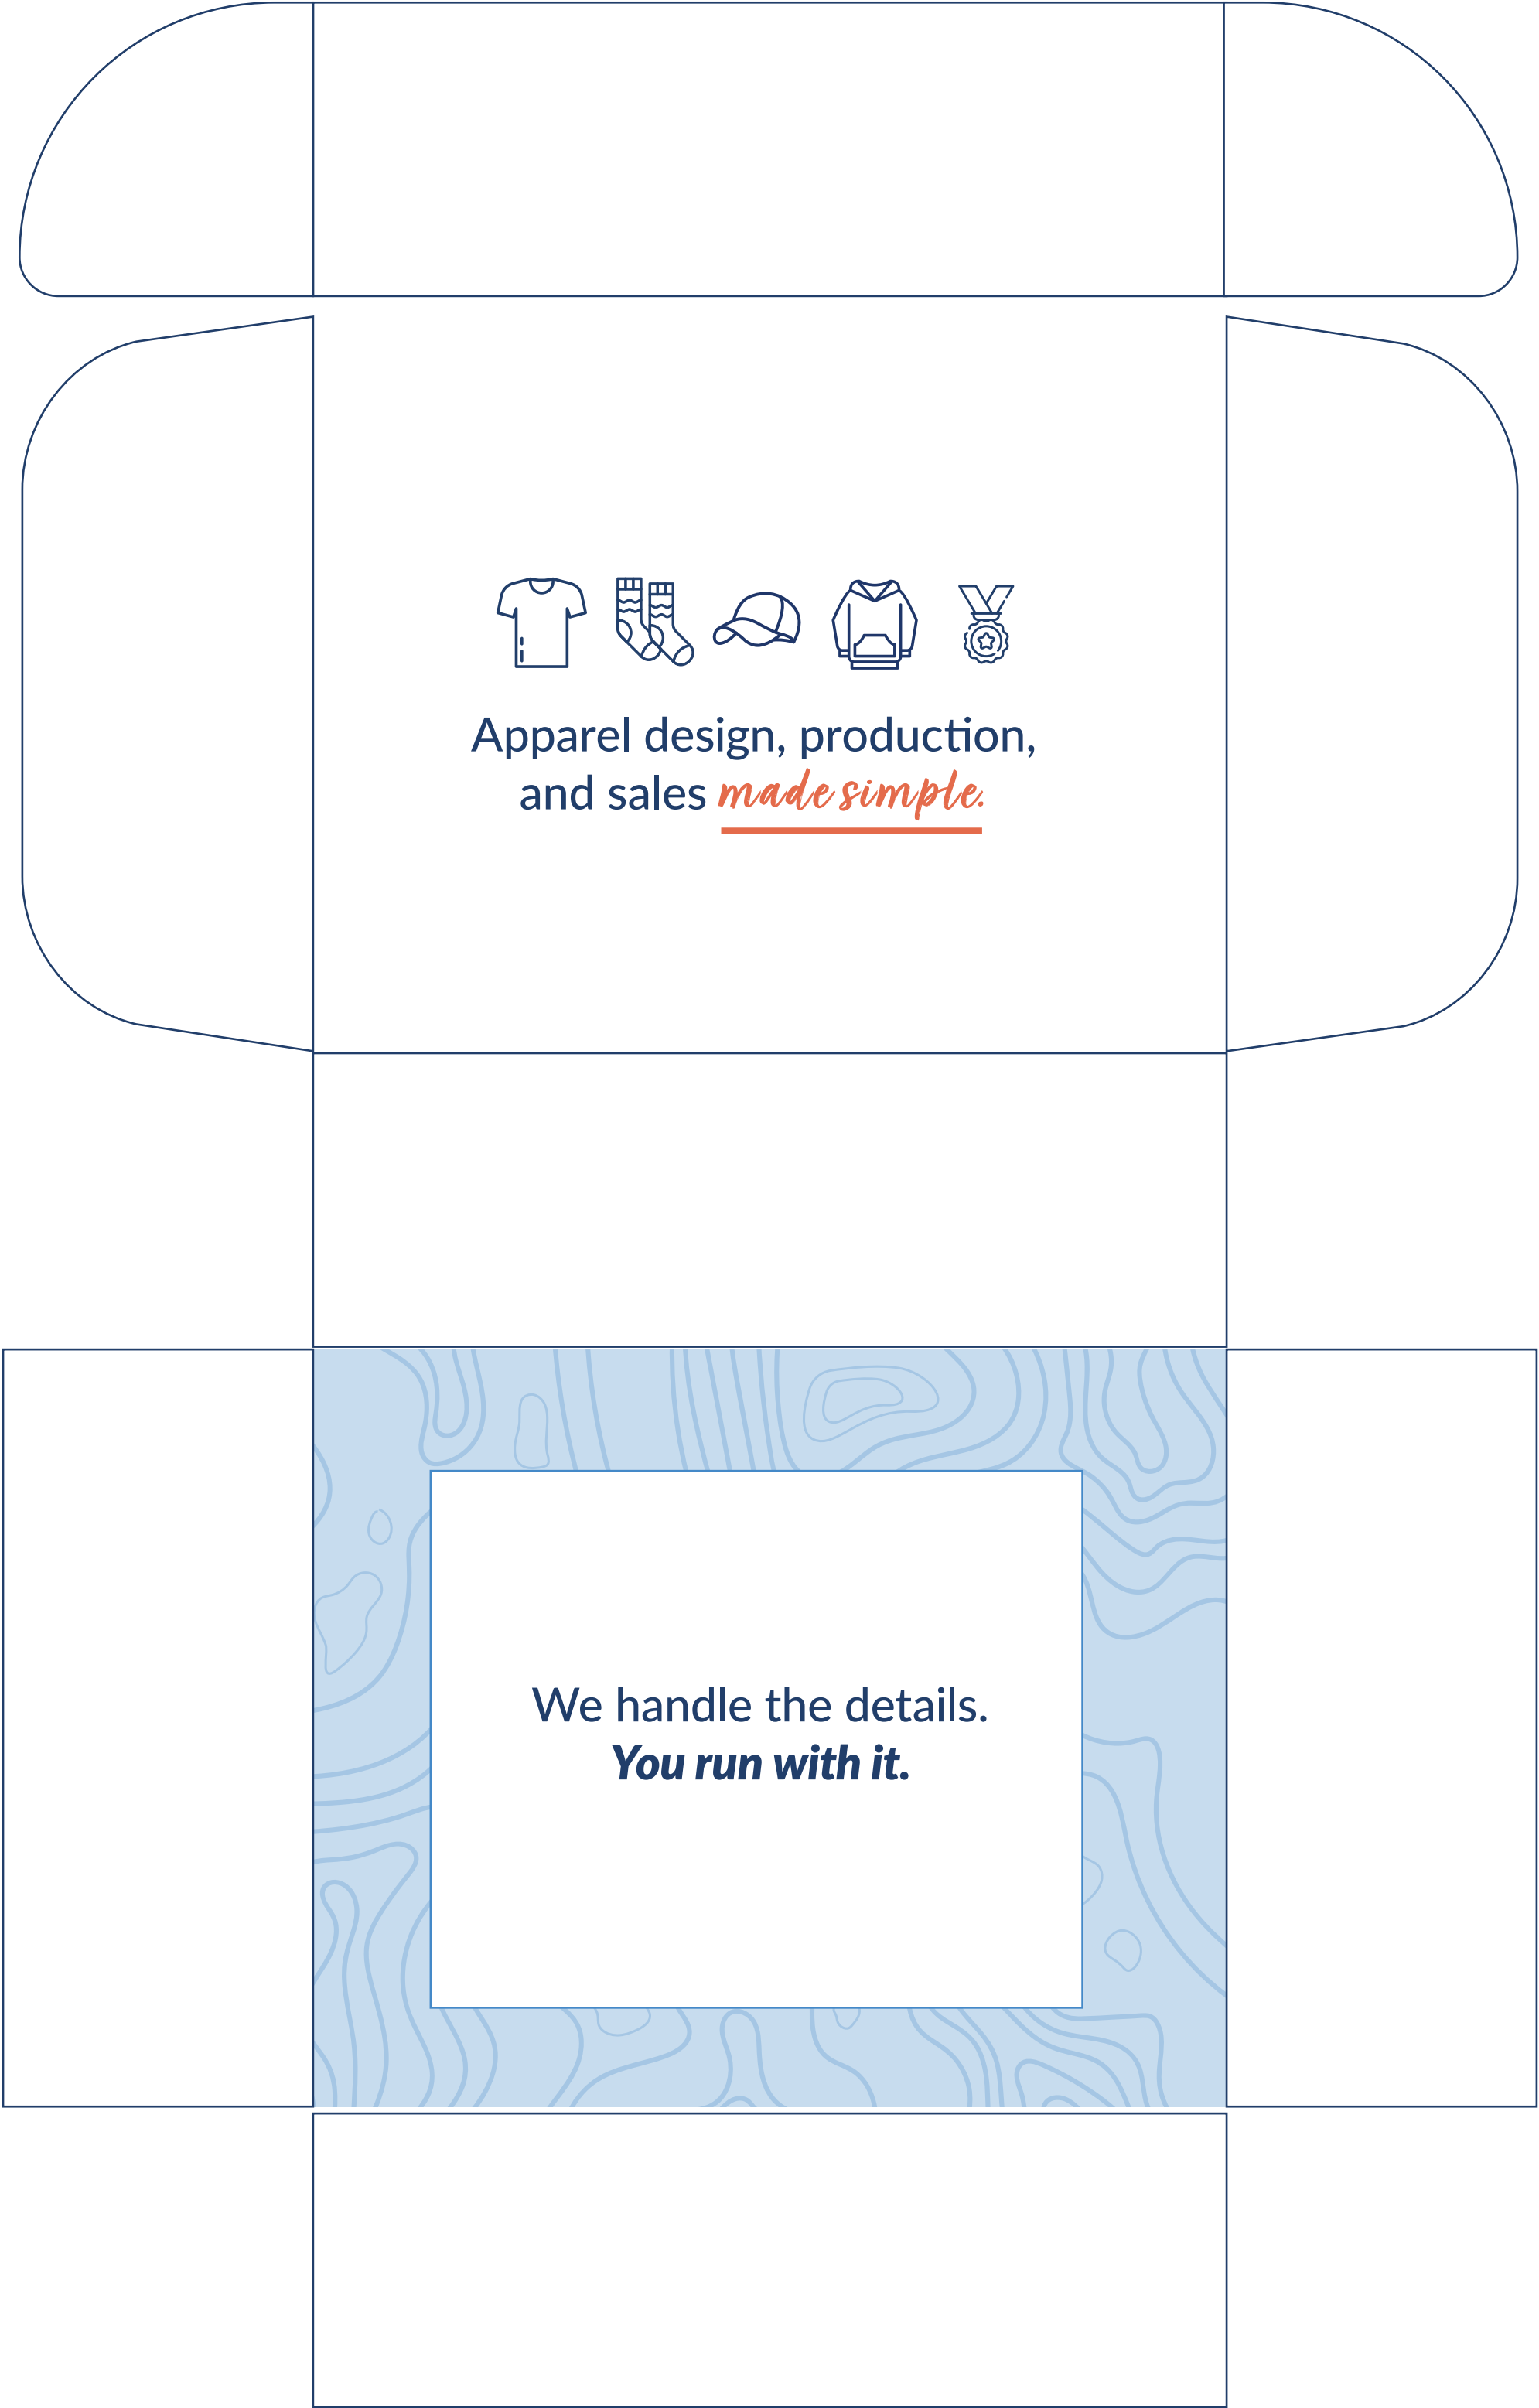 Apparel design, production,
and sales made simple.
We handle the details.
You run with it.